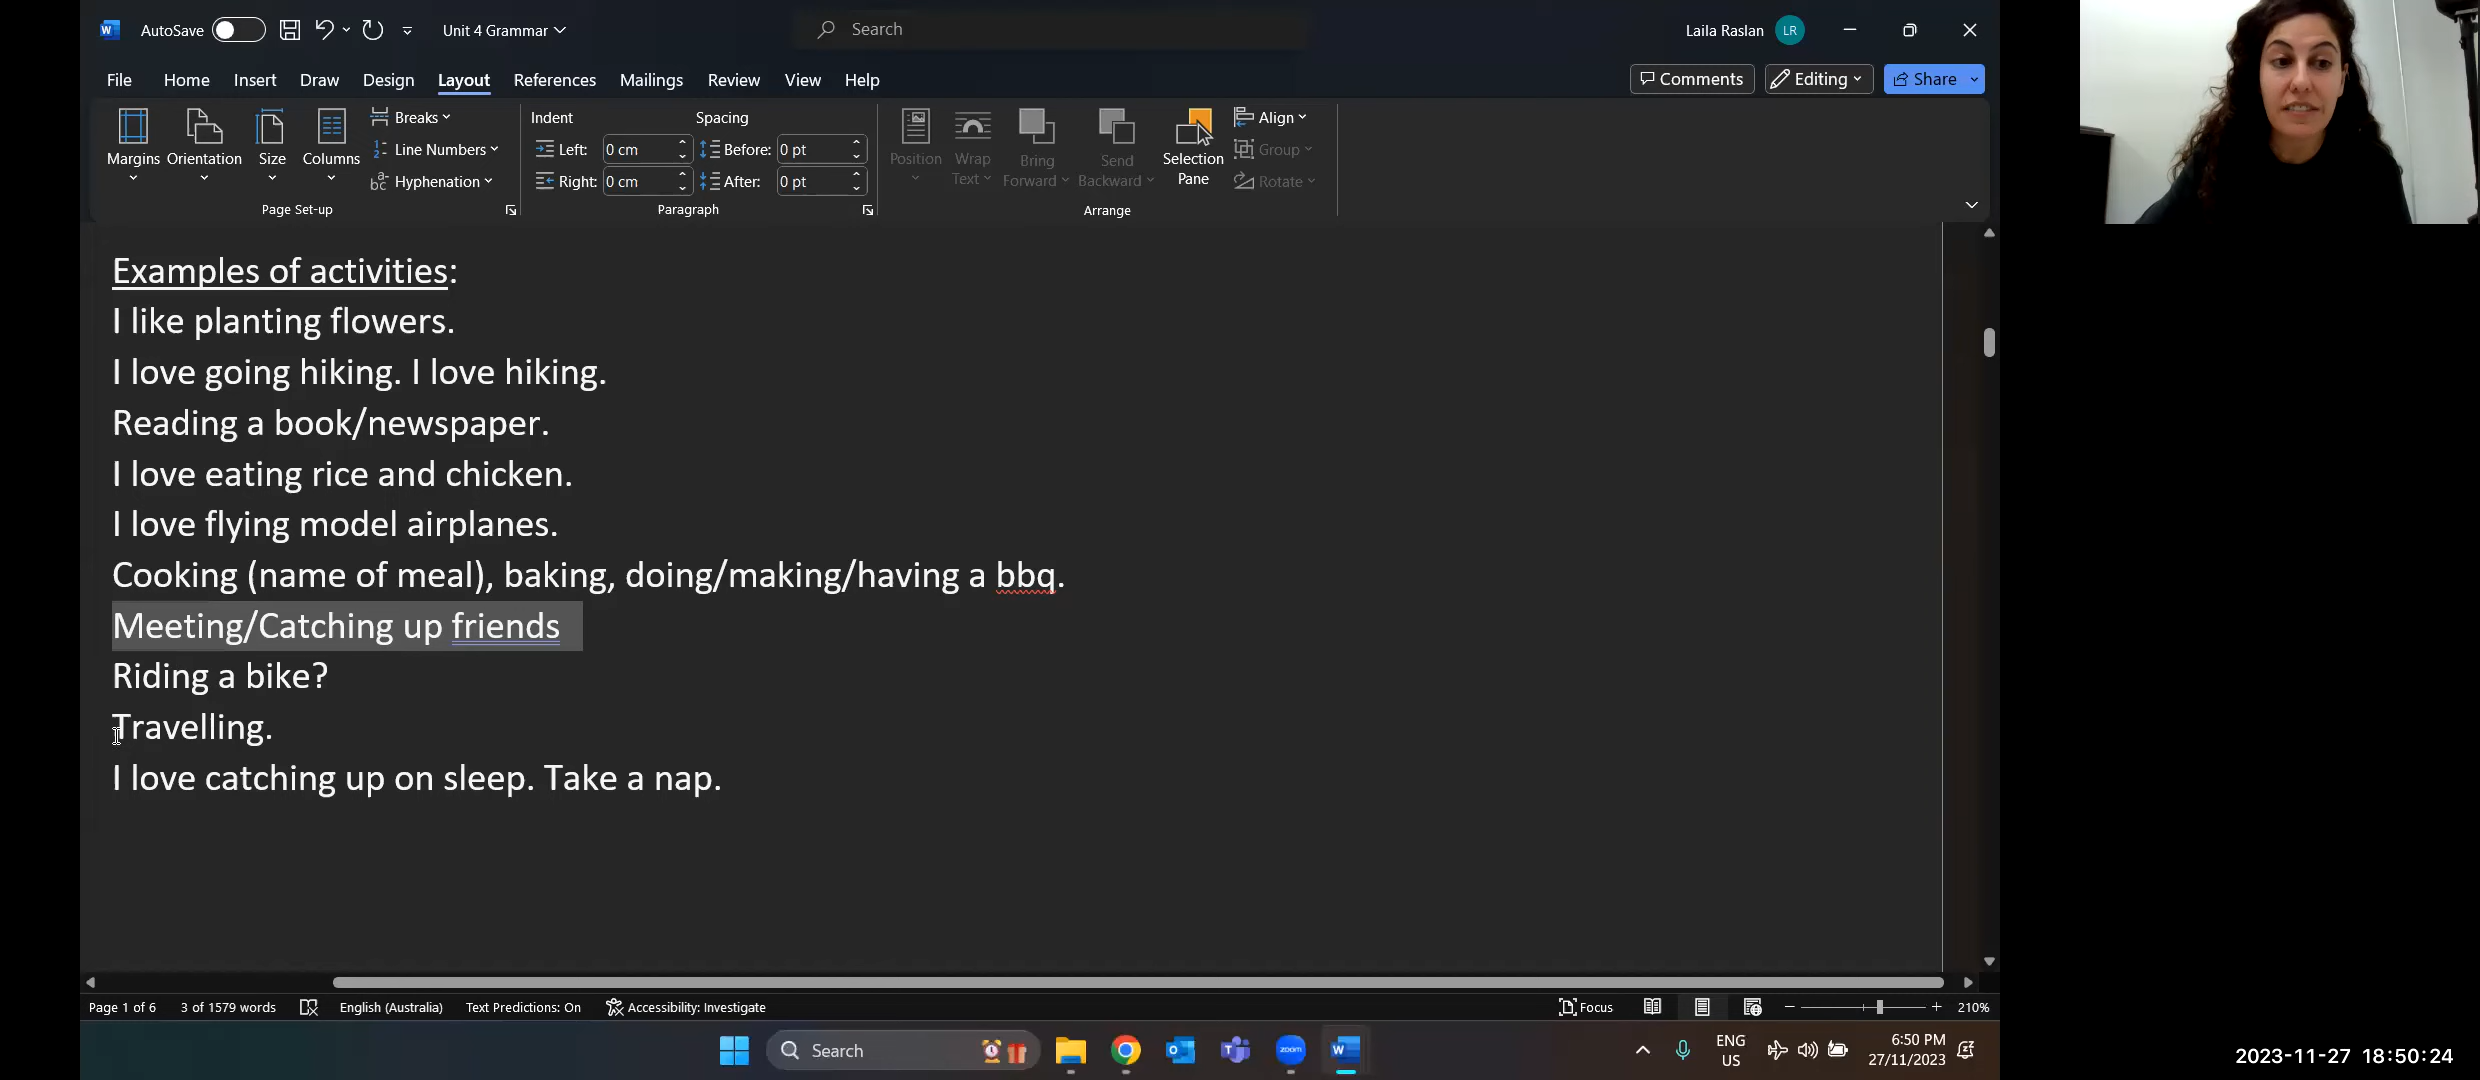 AutoSave
Unit 4 Grammar
Search
Laila Raslan
LR
File Home Insert Draw Design Layout References Mailings Review View Help
Comments
Editing
Share
Margins
Orientation
Size
Columns
Breaks
Line Numbers
Hyphenation
Page Set-up
Indent
Left: 0 cm
Right: 0 cm
Spacing
Before: 0 pt
After: 0 pt
Paragraph
Position
Wrap
Text
Bring
Forward
Send
Backward
Selection
Pane
Align
Group
Rotate
Arrange
Examples of activities:
I like planting flowers.
I love going hiking. I love hiking.
Reading a book/newspaper.
I love eating rice and chicken.
I love flying model airplanes.
Cooking (name of meal), baking, doing/making/having a bbq.
Meeting/Catching up friends
Riding a bike?
Travelling.
I love catching up on sleep. Take a nap.
Page 1 of 6 3 of 1579 words English (Australia) Text Predictions: On Accessibility: Investigate
Focus
210%
Search
zoom
ENG
US
6:50 PM
27/11/2023
2023-11-27 18:50:24